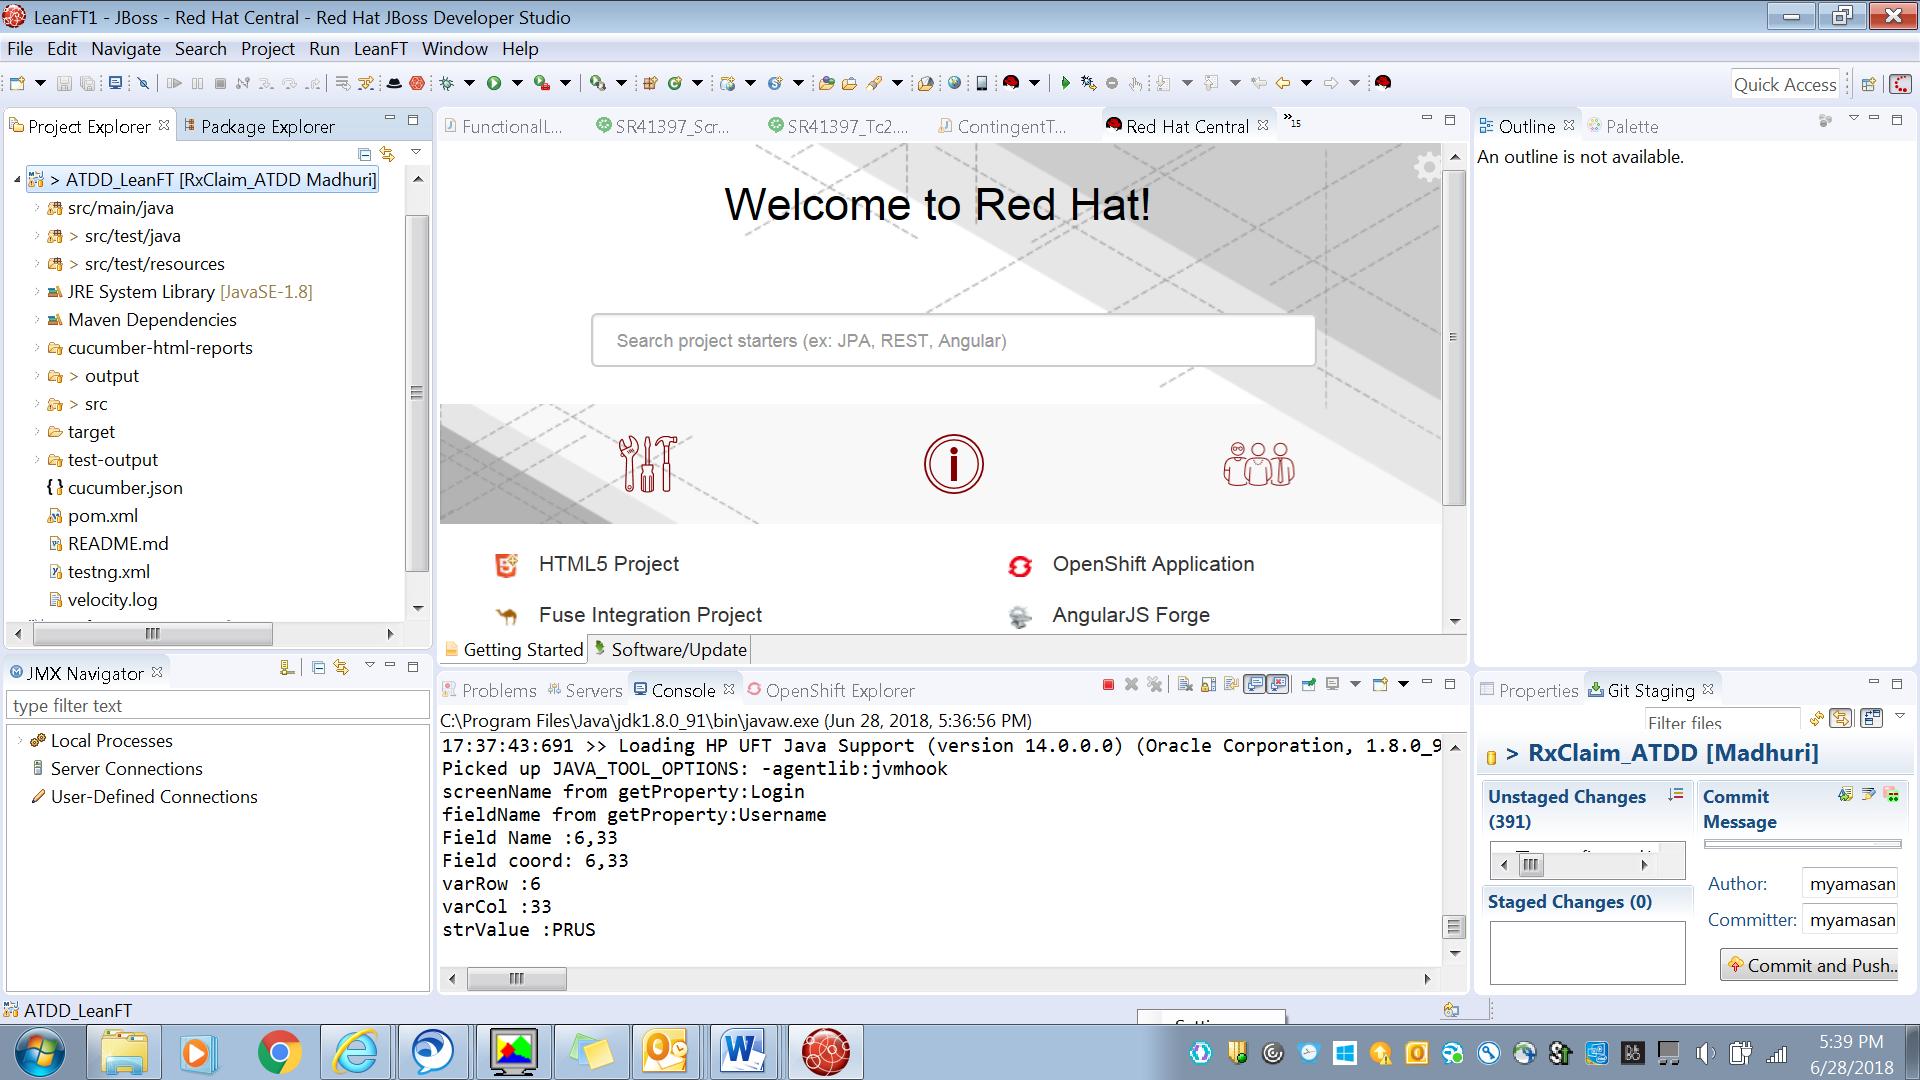 LeanFT1 - JBoss - Red Hat Central - Red Hat JBoss Developer Studio
File Edit Navigate Search Project Run LeanFT Window Help
Quick Access
Project Explorer
Package Explorer
> ATDD_LeanFT [RxClaim_ATDD Madhuri]
src/main/java
> src/test/java
> src/test/resources
JRE System Library [JavaSE-1.8]
Maven Dependencies
cucumber-html-reports
> output
> src
target
test-output
cucumber.json
pom.xml
README.md
testng.xml
velocity.log
FunctionalL...
SR41397_Scr...
SR41397_Tc2...
ContingentT...
Red Hat Central
»15
Welcome to Red Hat!
Search project starters (ex: JPA, REST, Angular)
HTML5 Project
OpenShift Application
Fuse Integration Project
AngularJS Forge
Getting Started
Software/Update
Outline
Palette
An outline is not available.
JMX Navigator
type filter text
Local Processes
Server Connections
User-Defined Connections
Problems
Servers
Console
OpenShift Explorer
C:\Program Files\Java\jdk1.8.0_91\bin\javaw.exe (Jun 28, 2018, 5:36:56 PM)
17:37:43:691 >> Loading HP UFT Java Support (version 14.0.0.0) (Oracle Corporation, 1.8.0_9
Picked up JAVA_TOOL_OPTIONS: -agentlib:jvmhook
screenName from getProperty:Login
fieldName from getProperty:Username
Field Name :6,33
Field coord: 6,33
varRow :6
varCol :33
strValue :PRUS
Properties
Git Staging
Filter files
> RxClaim_ATDD [Madhuri]
Unstaged Changes
(391)
Staged Changes (0)
Commit
Message
Author: myamasan
Committer: myamasan
Commit and Push..
ATDD_LeanFT
5:39 PM
6/28/2018